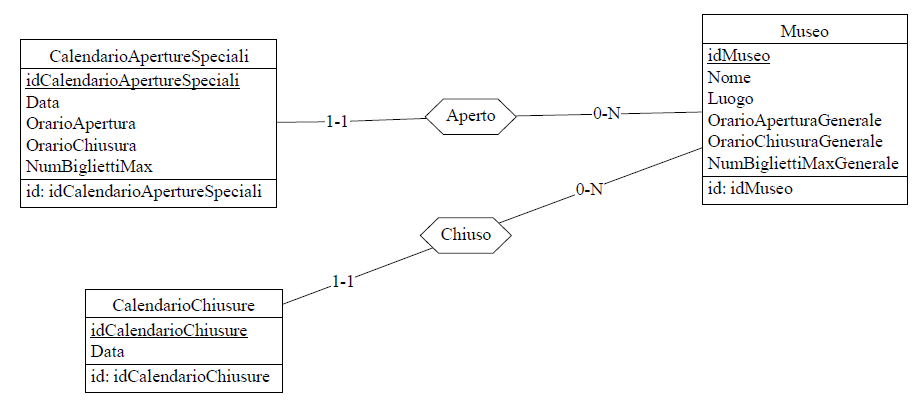 CalendarioApertureSpeciali
idCalendarioApertureSpeciali
Data
OrarioApertura
OrarioChiusura
NumBigliettiMax
id: idCalendarioApertureSpeciali
1-1
Aperto
0-N
Museo
idMuseo
Nome
Luogo
OrarioAperturaGenerale
OrarioChiusuraGenerale
NumBigliettiMaxGenerale
id: idMuseo
0-N
Chiuso
1-1
CalendarioChiusure
idCalendarioChiusure
Data
id: idCalendarioChiusure